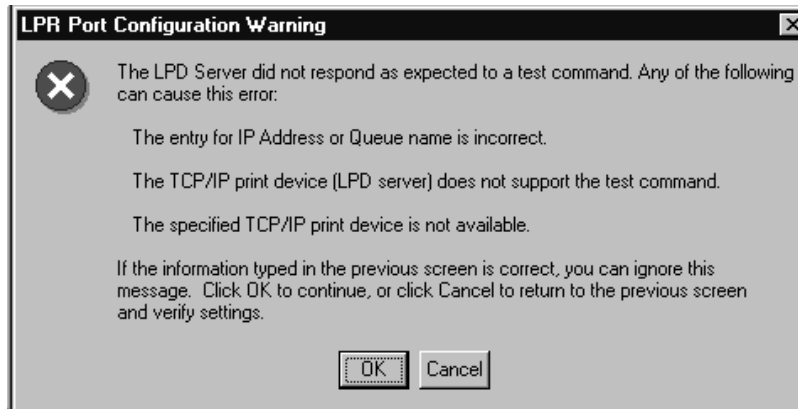 LPR Port Configuration Warning
The LPD Server did not respond as expected to a test command. Any of the following
can cause this error:
The entry for IP Address or Queue name is incorrect.
The TCP/IP print device (LPD server) does not support the test command.
The specified TCP/IP print device is not available.
If the information typed in the previous screen is correct, you can ignore this
message. Click OK to continue, or click Cancel to return to the previous screen
and verify settings.
OK
Cancel